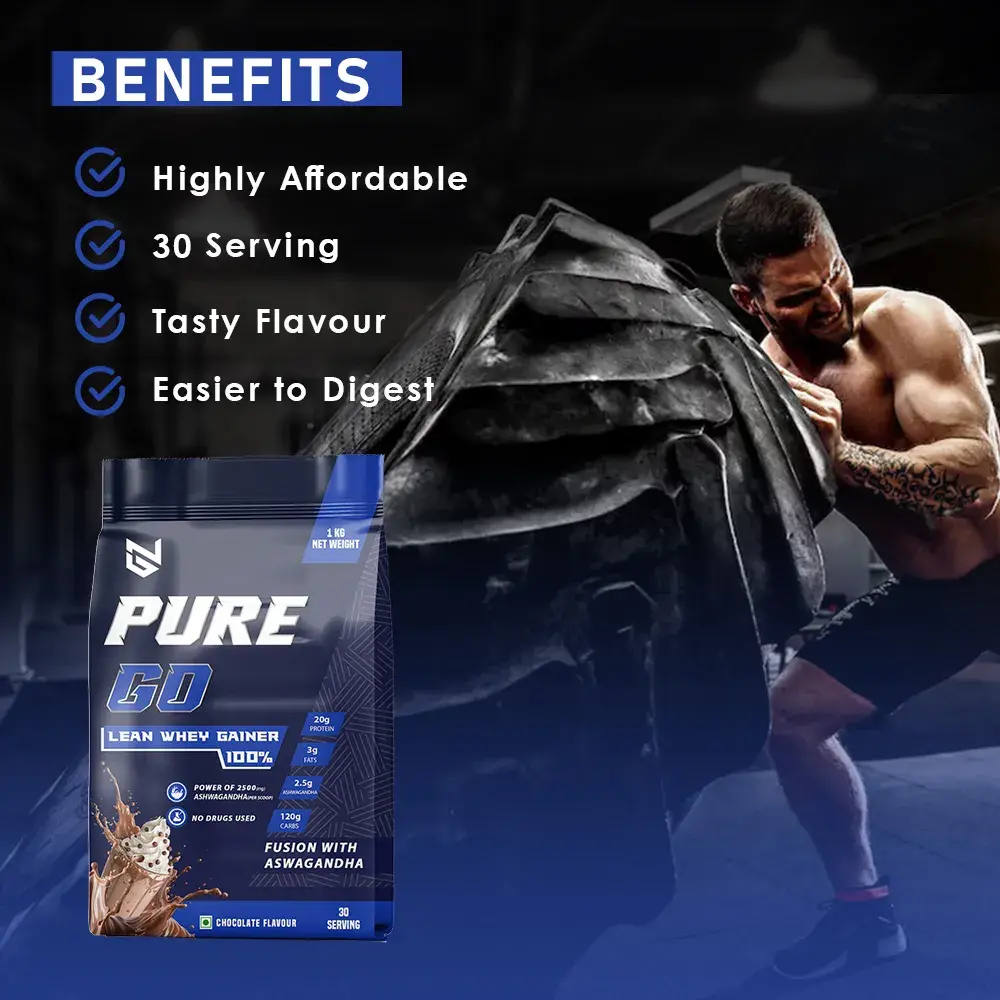 BENEFITS
Highly Affordable
30 Serving
Tasty Flavour
Easier to Digest
1 KG
NET WEIGHT
PURE
GO
LEAN WHEY GAINER
100%
20g
PROTEIN
3g
FATS
2.5g
ASHWAGANDHA
120g
CARBS
POWER OF 2500(mg)
ASHWAGANDHA(PER SCOOP)
NO DRUGS USED
FUSION WITH
ASWAGANDHA
CHOCOLATE FLAVOUR
30
SERVING